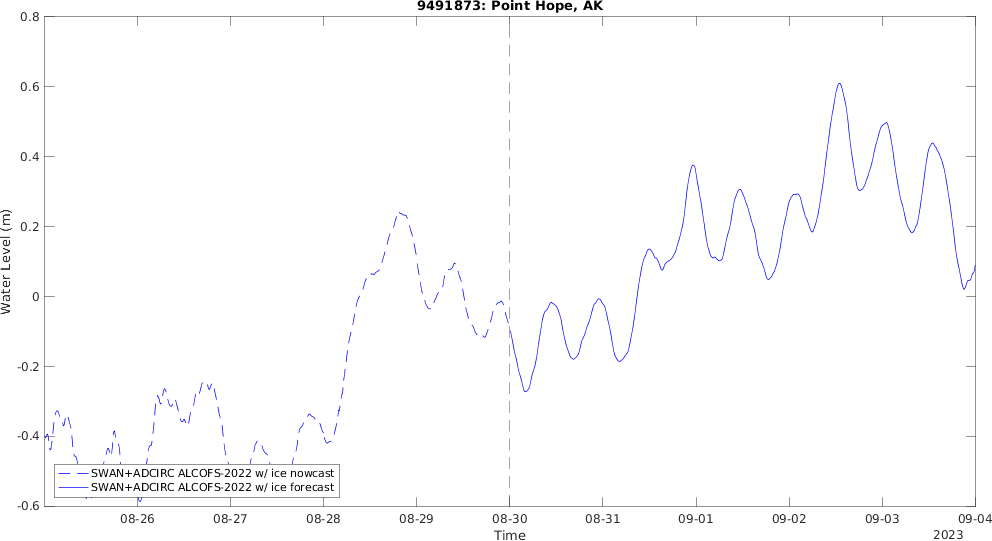 9491873: Point Hope, AK
0.8
0.6
0.4
0.2
0
-0.2
-0.4
-0.6
Water Level (m)
SWAN+ADCIRC ALCOFS-2022 w/ ice nowcast
SWAN+ADCIRC ALCOFS-2022 w/ ice forecast
08-26 08-27 08-28 08-29 08-30 08-31 09-01 09-02 09-03 09-04
Time
2023